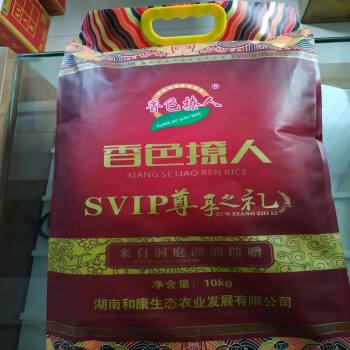 香色撩人
®
XIANG SE LIAO REN
香色撩人
XIANG SE LIAO REN RICE
SVIP尊享之礼
ZUN XIANG ZHI LI
来自洞庭湖的馈赠
净含量：10kg
湖南和康生态农业发展有限公司